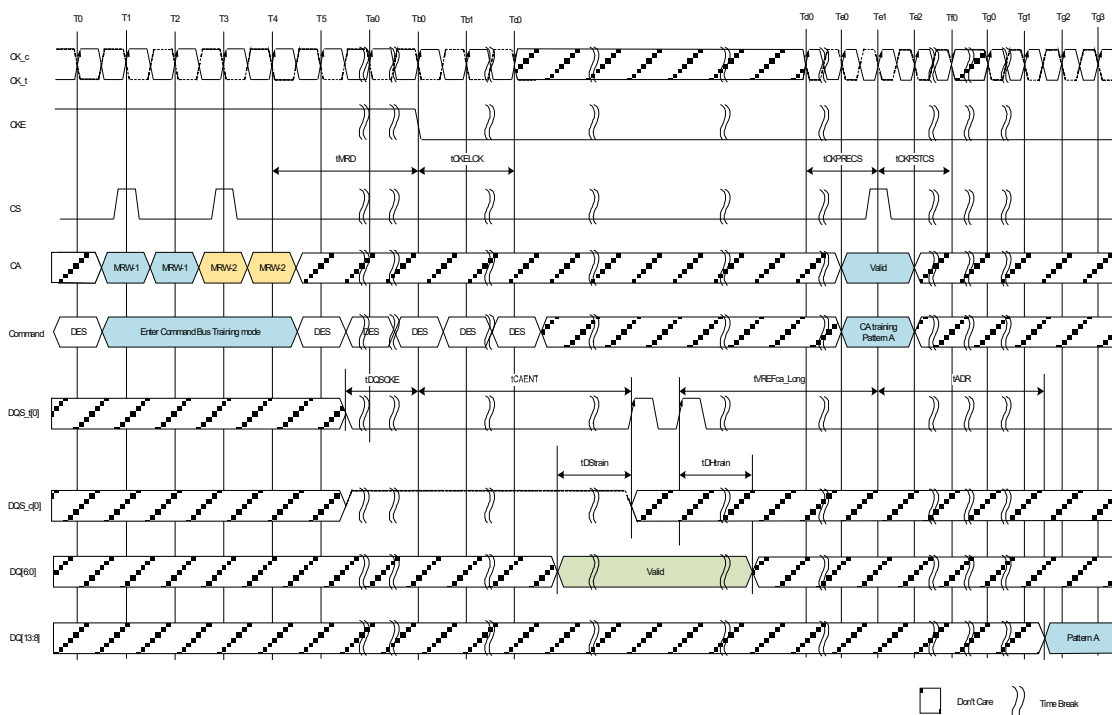 T0 T1 T2 T3 T4 T5 Ta0 Tb0 Tb1 Tc0 Td0 Te0 Te1 Te2 Tf0 Tg0 Tg1 Tg2 Tg3
CK_c
CK_t
CKE
tMRD tCKELCK tCKPRECS tCKPSTCS
CS
CA MRW-1 MRW-1 MRW-2 MRW-2 Valid
Command DES Enter Command Bus Training mode DES DES DES DES DES CA training
Pattern A
tDQSCKE tCAENT tVREFca_Long tADR
DQS_t[0]
tDStrain tDHtrain
DQS_c[0]
DQ[6:0] Valid
DQ[13:8] Pattern A
Don't Care Time Break